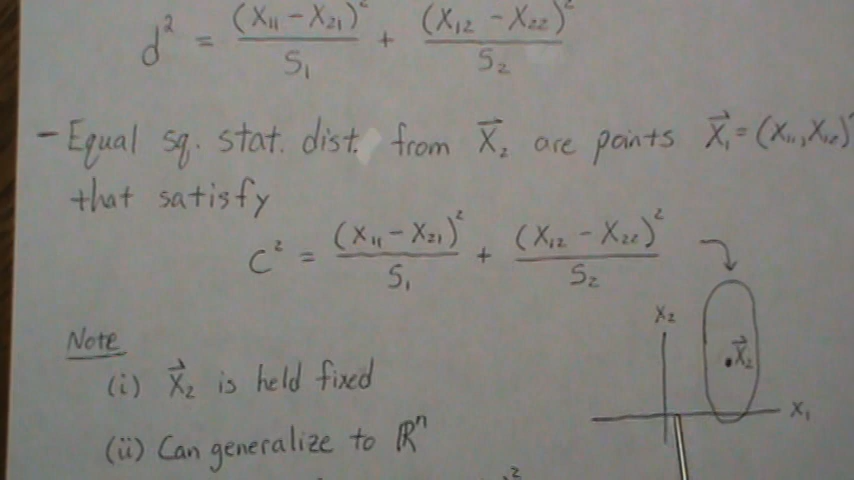 d² = (X₁₁ - X₂₁)²/S₁ + (X₁₂ - X₂₂)²/S₂
- Equal sq. stat. dist. from X⃗₂ are points X⃗₁ = (X₁₁, X₁₂)'
that satisfy
c² = (X₁₁ - X₂₁)²/S₁ + (X₁₂ - X₂₂)²/S₂
X₂
X⃗₂
X₁
Note
(i) X⃗₂ is held fixed
(ii) Can generalize to ℝⁿ